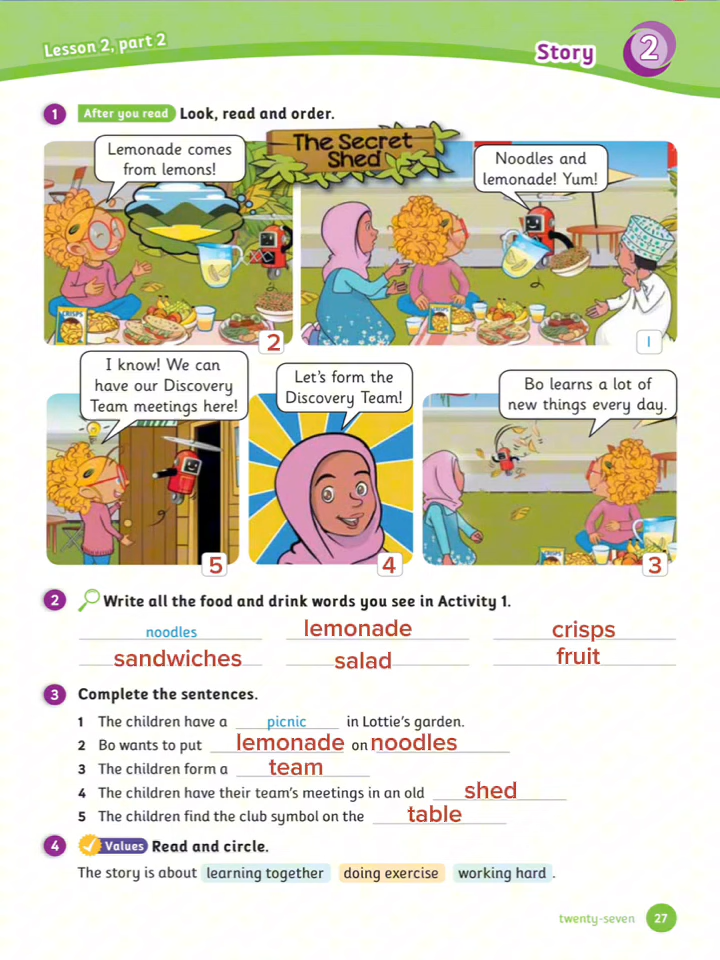 Lesson 2, part 2
Story 2
1 After you read Look, read and order.
The Secret
Shed
Lemonade comes
from lemons!
Noodles and
lemonade! Yum!
CRISPS
2
1
I know! We can
have our Discovery
Team meetings here!
Let's form the
Discovery Team!
Bo learns a lot of
new things every day.
5
4
CRISPS
3
2 Write all the food and drink words you see in Activity 1.
noodles lemonade crisps
sandwiches salad fruit
3 Complete the sentences.
1 The children have a picnic in Lottie's garden.
2 Bo wants to put lemonade on noodles
3 The children form a team
4 The children have their team's meetings in an old shed
5 The children find the club symbol on the table
4 Values Read and circle.
The story is about learning together doing exercise working hard.
twenty-seven 27